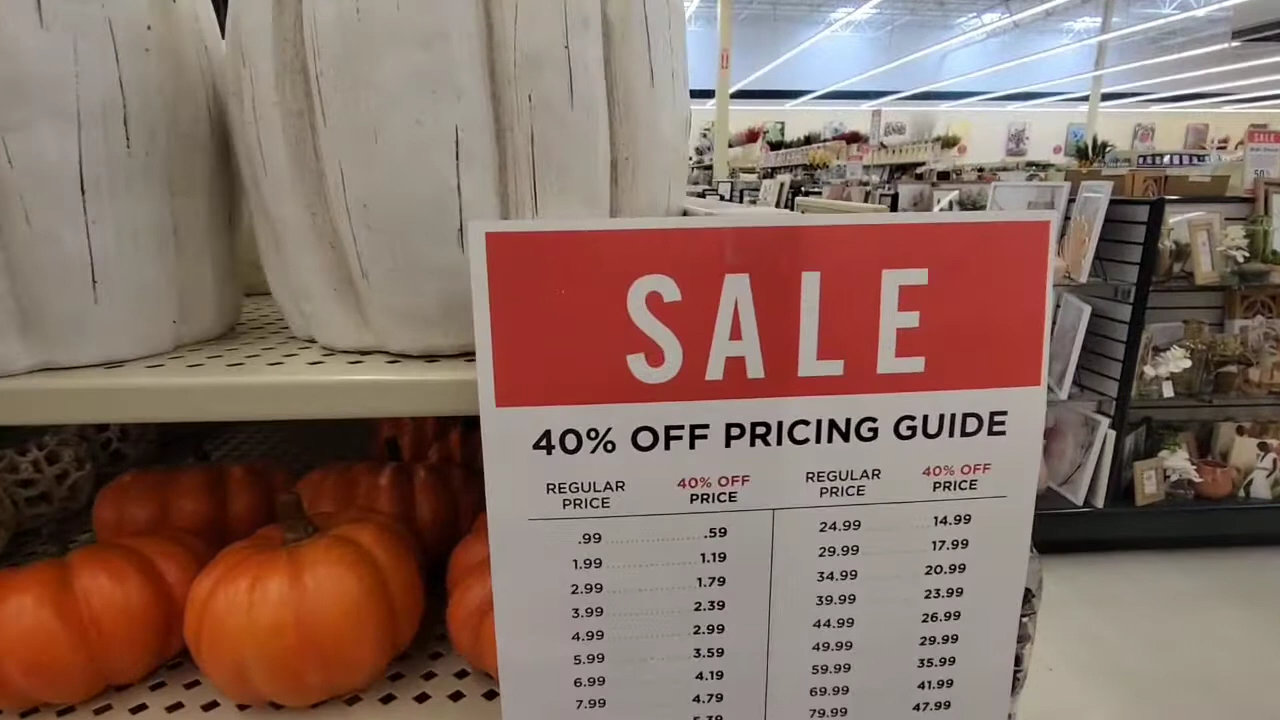 SALE
40% OFF PRICING GUIDE
REGULAR PRICE
40% OFF PRICE
REGULAR PRICE
40% OFF PRICE
.99 .59
1.99 1.19
2.99 1.79
3.99 2.39
4.99 2.99
5.99 3.59
6.99 4.19
7.99 4.79
5.39
24.99 14.99
29.99 17.99
34.99 20.99
39.99 23.99
44.99 26.99
49.99 29.99
59.99 35.99
69.99 41.99
79.99 47.99
SALE
50%